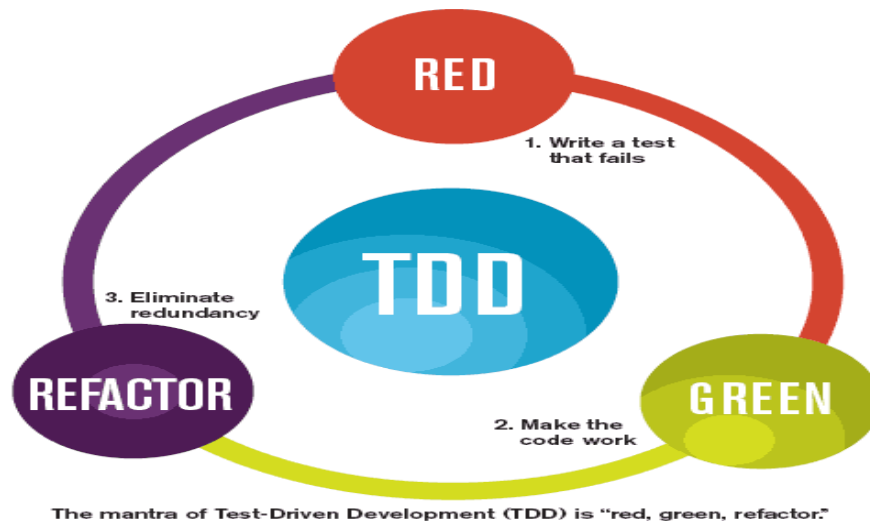 RED
1. Write a test
that fails
TDD
3. Eliminate
redundancy
REFACTOR
GREEN
2. Make the
code work
The mantra of Test-Driven Development (TDD) is “red, green, refactor.”